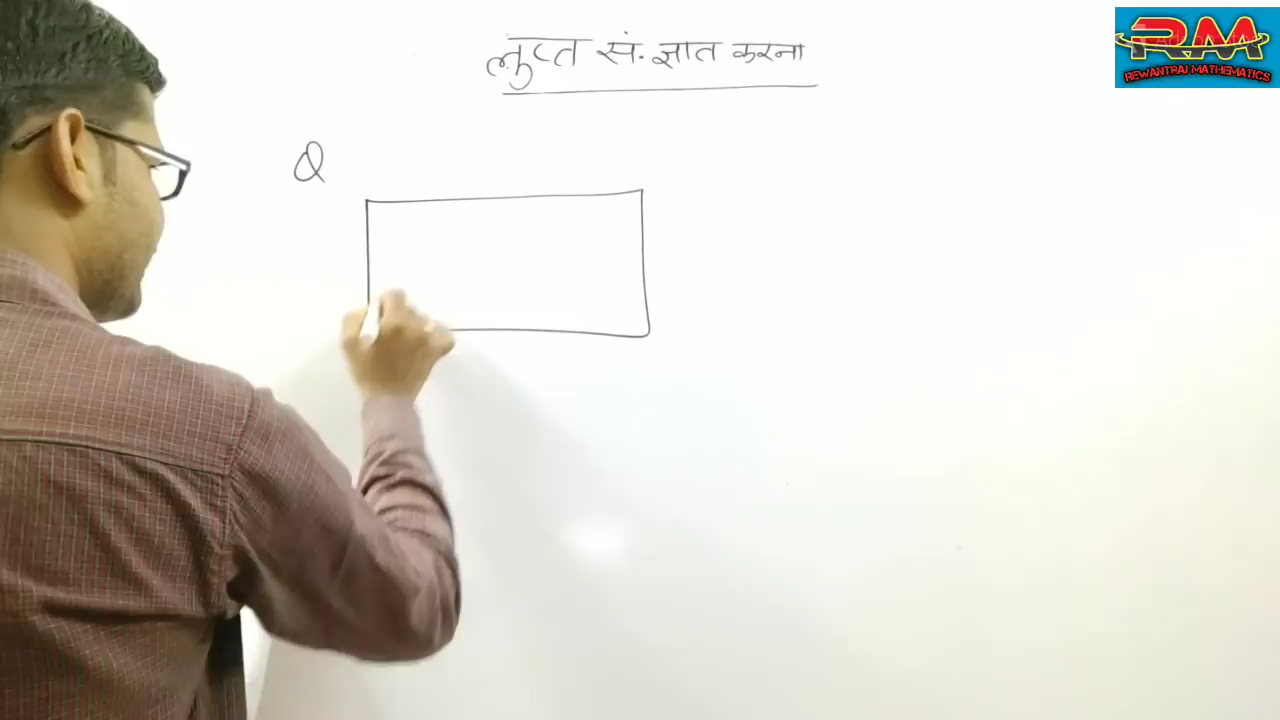 लुप्त सं. ज्ञात करना
Q
RM
REWANTRAJ MATHEMATICS